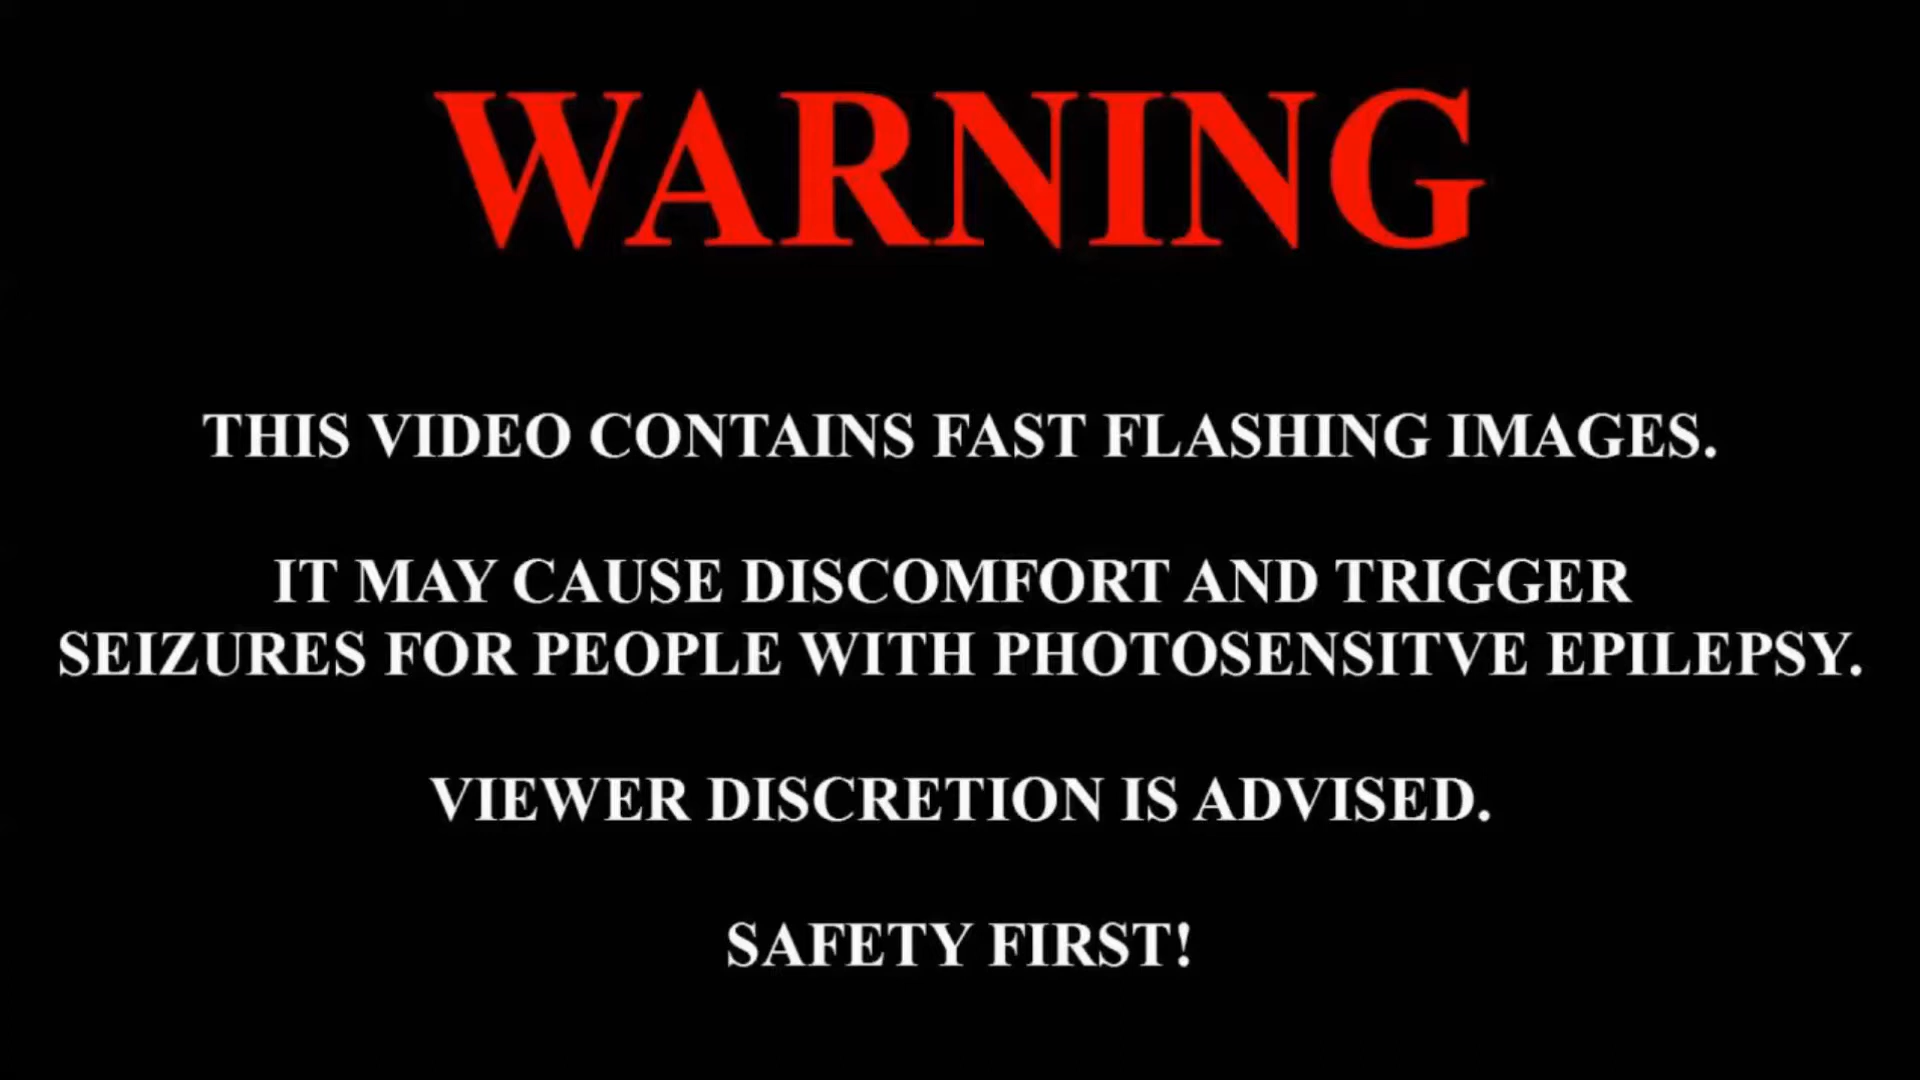 WARNING
THIS VIDEO CONTAINS FAST FLASHING IMAGES.
IT MAY CAUSE DISCOMFORT AND TRIGGER
SEIZURES FOR PEOPLE WITH PHOTOSENSITVE EPILEPSY.
VIEWER DISCRETION IS ADVISED.
SAFETY FIRST!